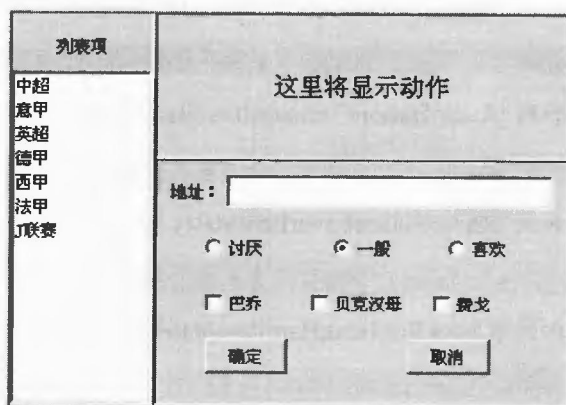 列表项
中超
意甲
英超
德甲
西甲
法甲
J联赛
这里将显示动作
地址：
讨厌 一般 喜欢
巴乔 贝克汉母 费戈
确定 取消